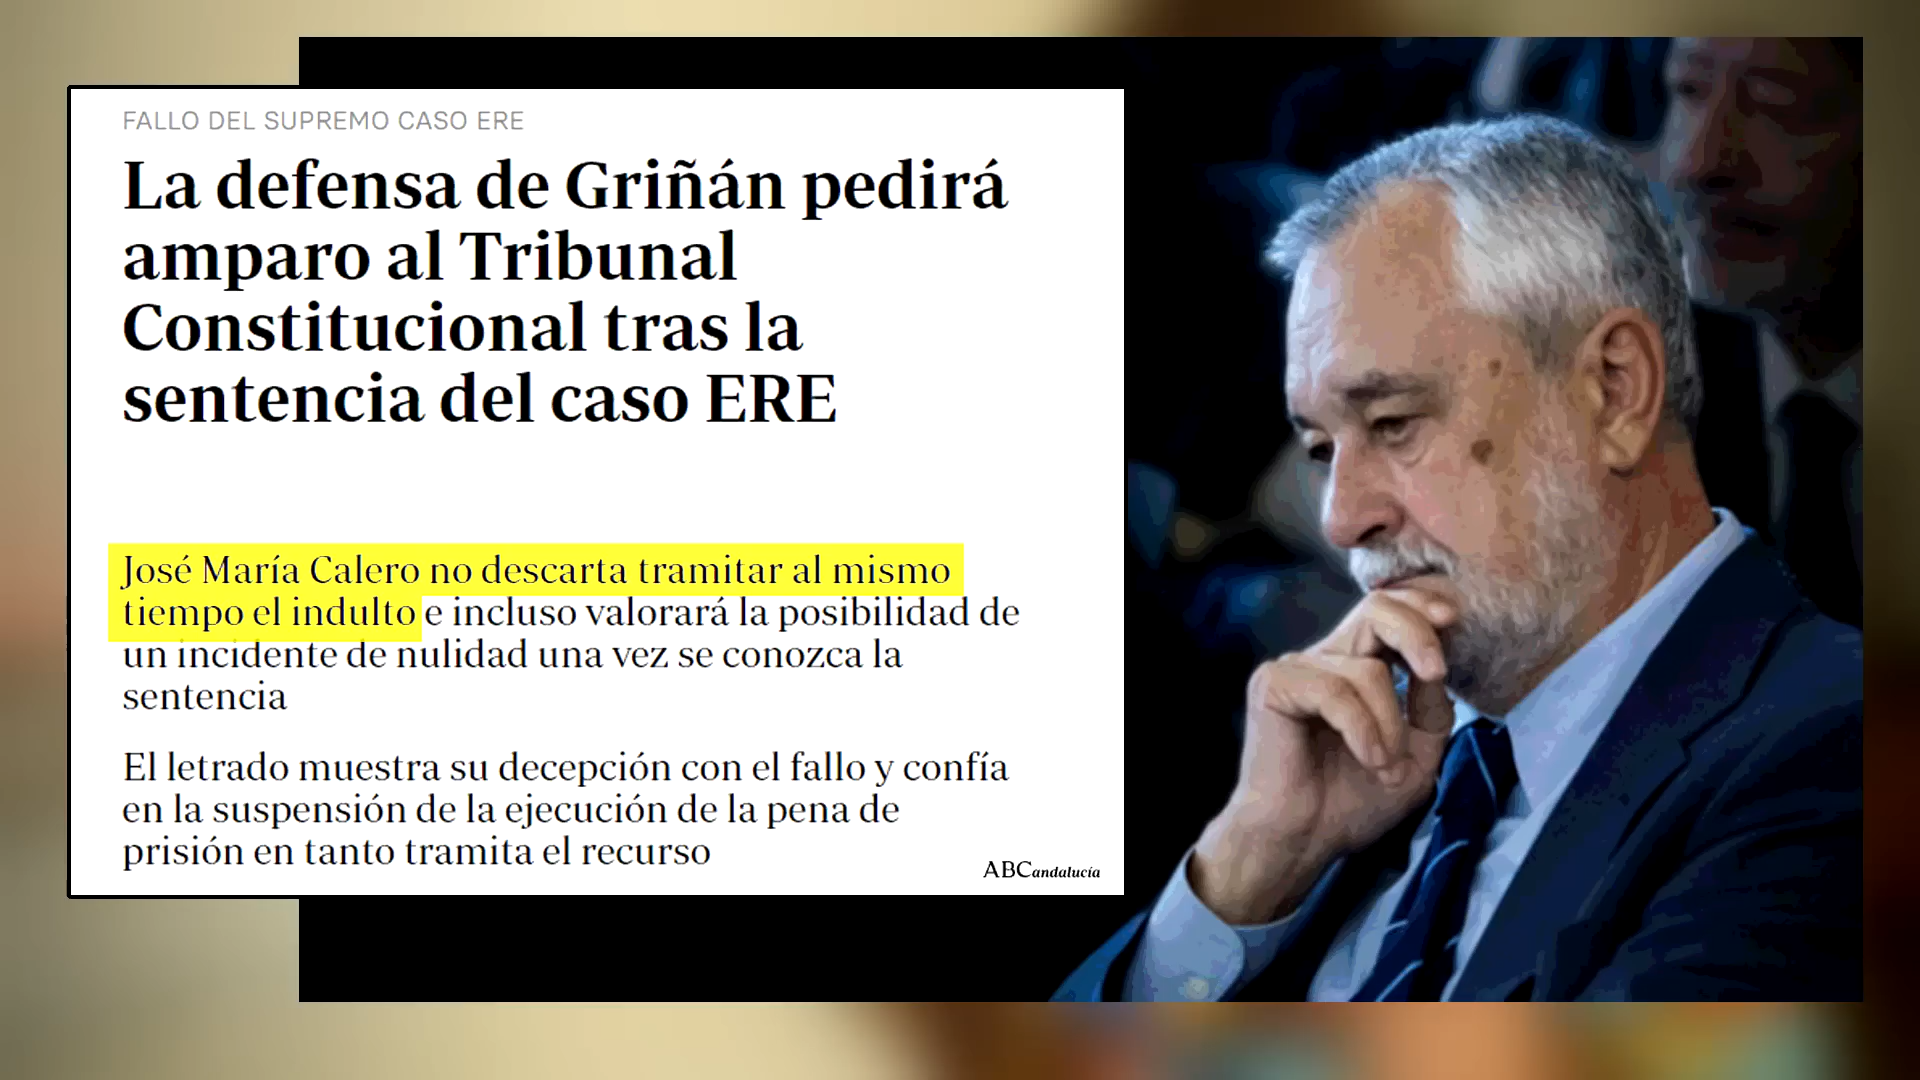 FALLO DEL SUPREMO CASO ERE
La defensa de Griñán pedirá
amparo al Tribunal
Constitucional tras la
sentencia del caso ERE
José María Calero no descarta tramitar al mismo
tiempo el indulto e incluso valorará la posibilidad de
un incidente de nulidad una vez se conozca la
sentencia
El letrado muestra su decepción con el fallo y confía
en la suspensión de la ejecución de la pena de
prisión en tanto tramita el recurso
ABCandalucía